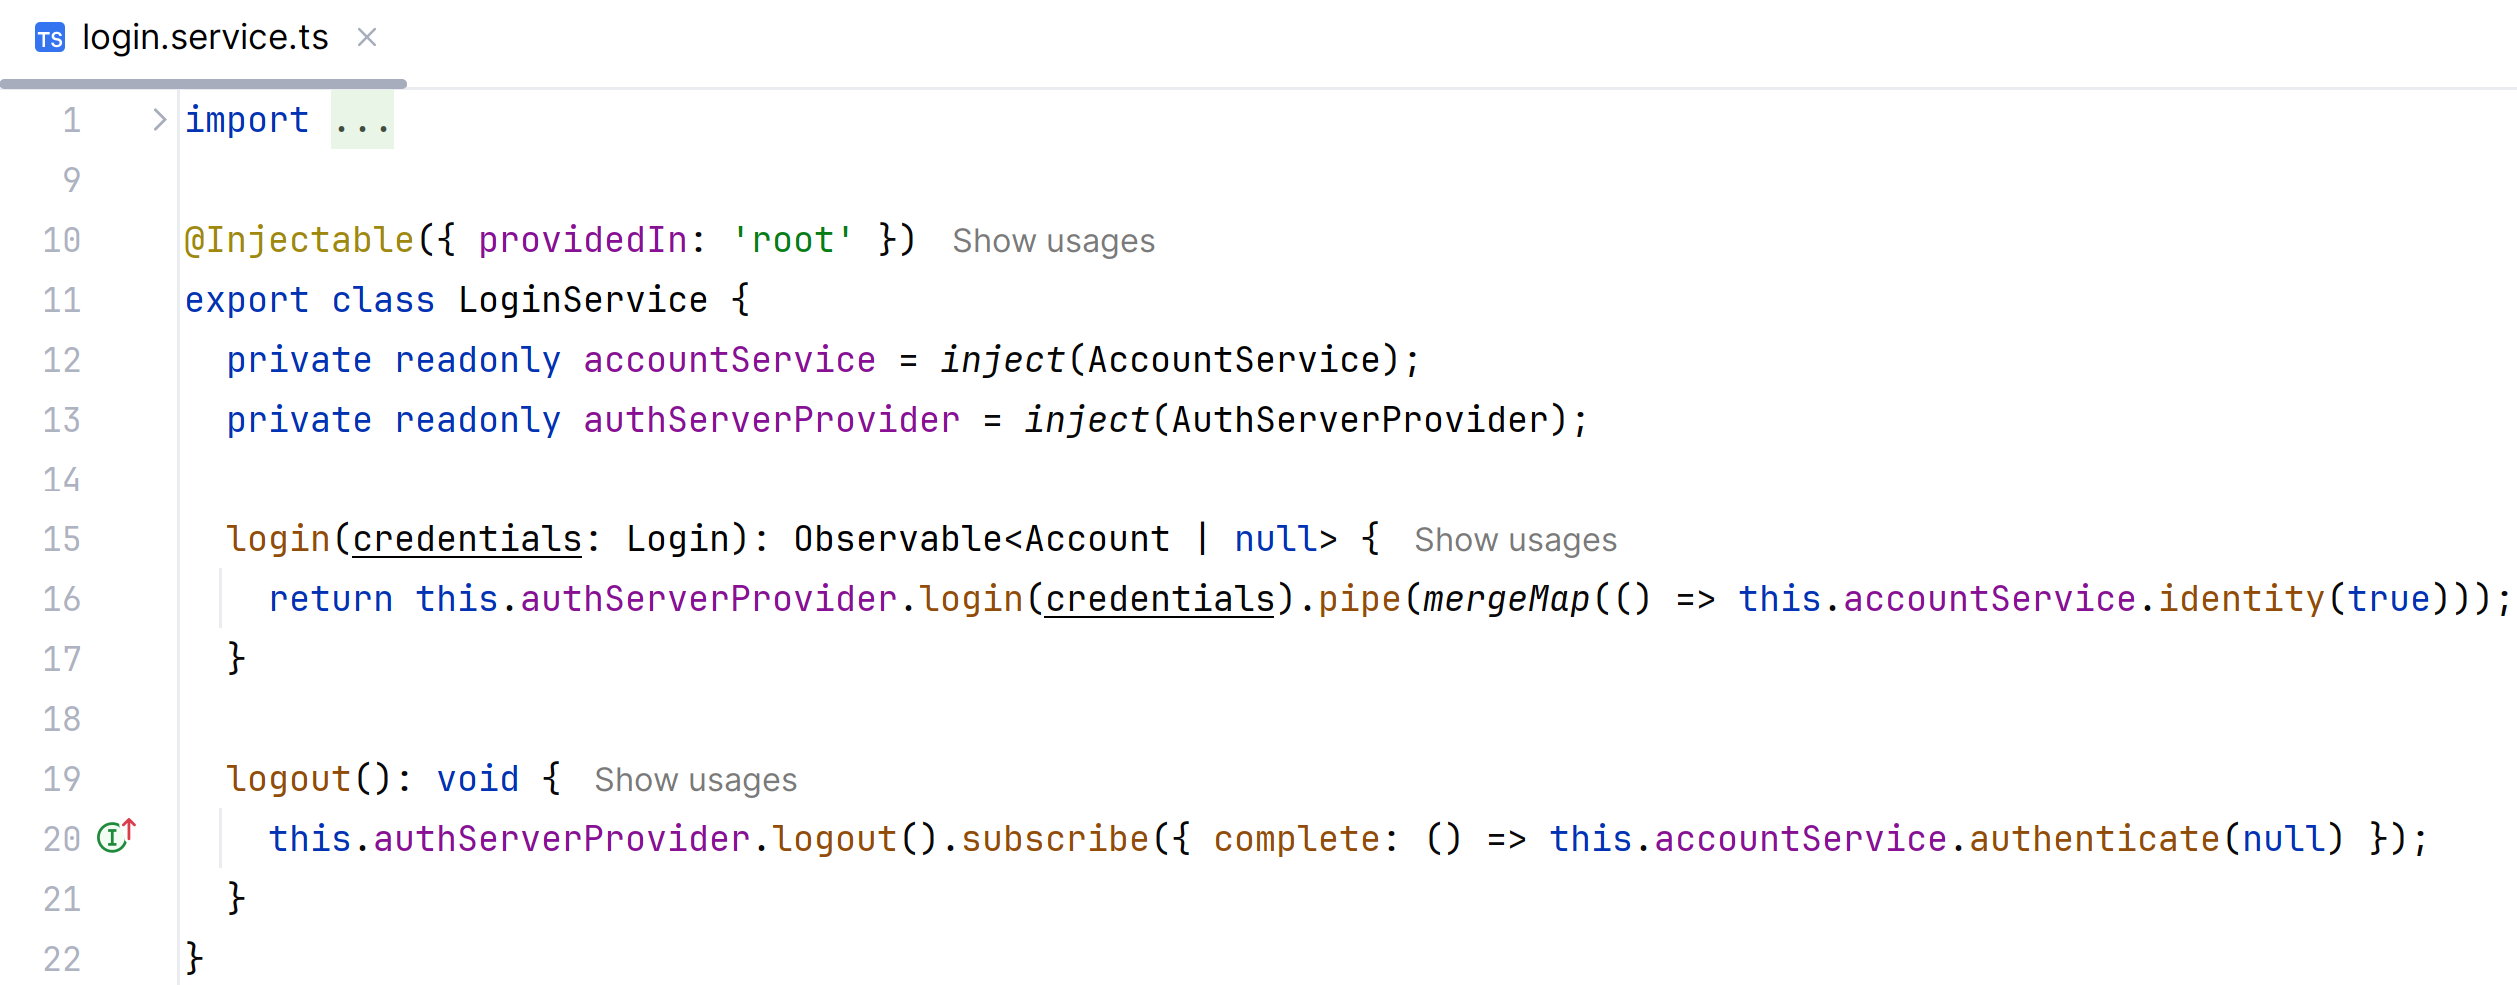 TS login.service.ts ×
1 import ...
9
10 @Injectable({ providedIn: 'root' }) Show usages
11 export class LoginService {
12 private readonly accountService = inject(AccountService);
13 private readonly authServerProvider = inject(AuthServerProvider);
14
15 login(credentials: Login): Observable<Account | null> { Show usages
16 return this.authServerProvider.login(credentials).pipe(mergeMap(() => this.accountService.identity(true)));
17 }
18
19 logout(): void { Show usages
20 I this.authServerProvider.logout().subscribe({ complete: () => this.accountService.authenticate(null) });
21 }
22 }